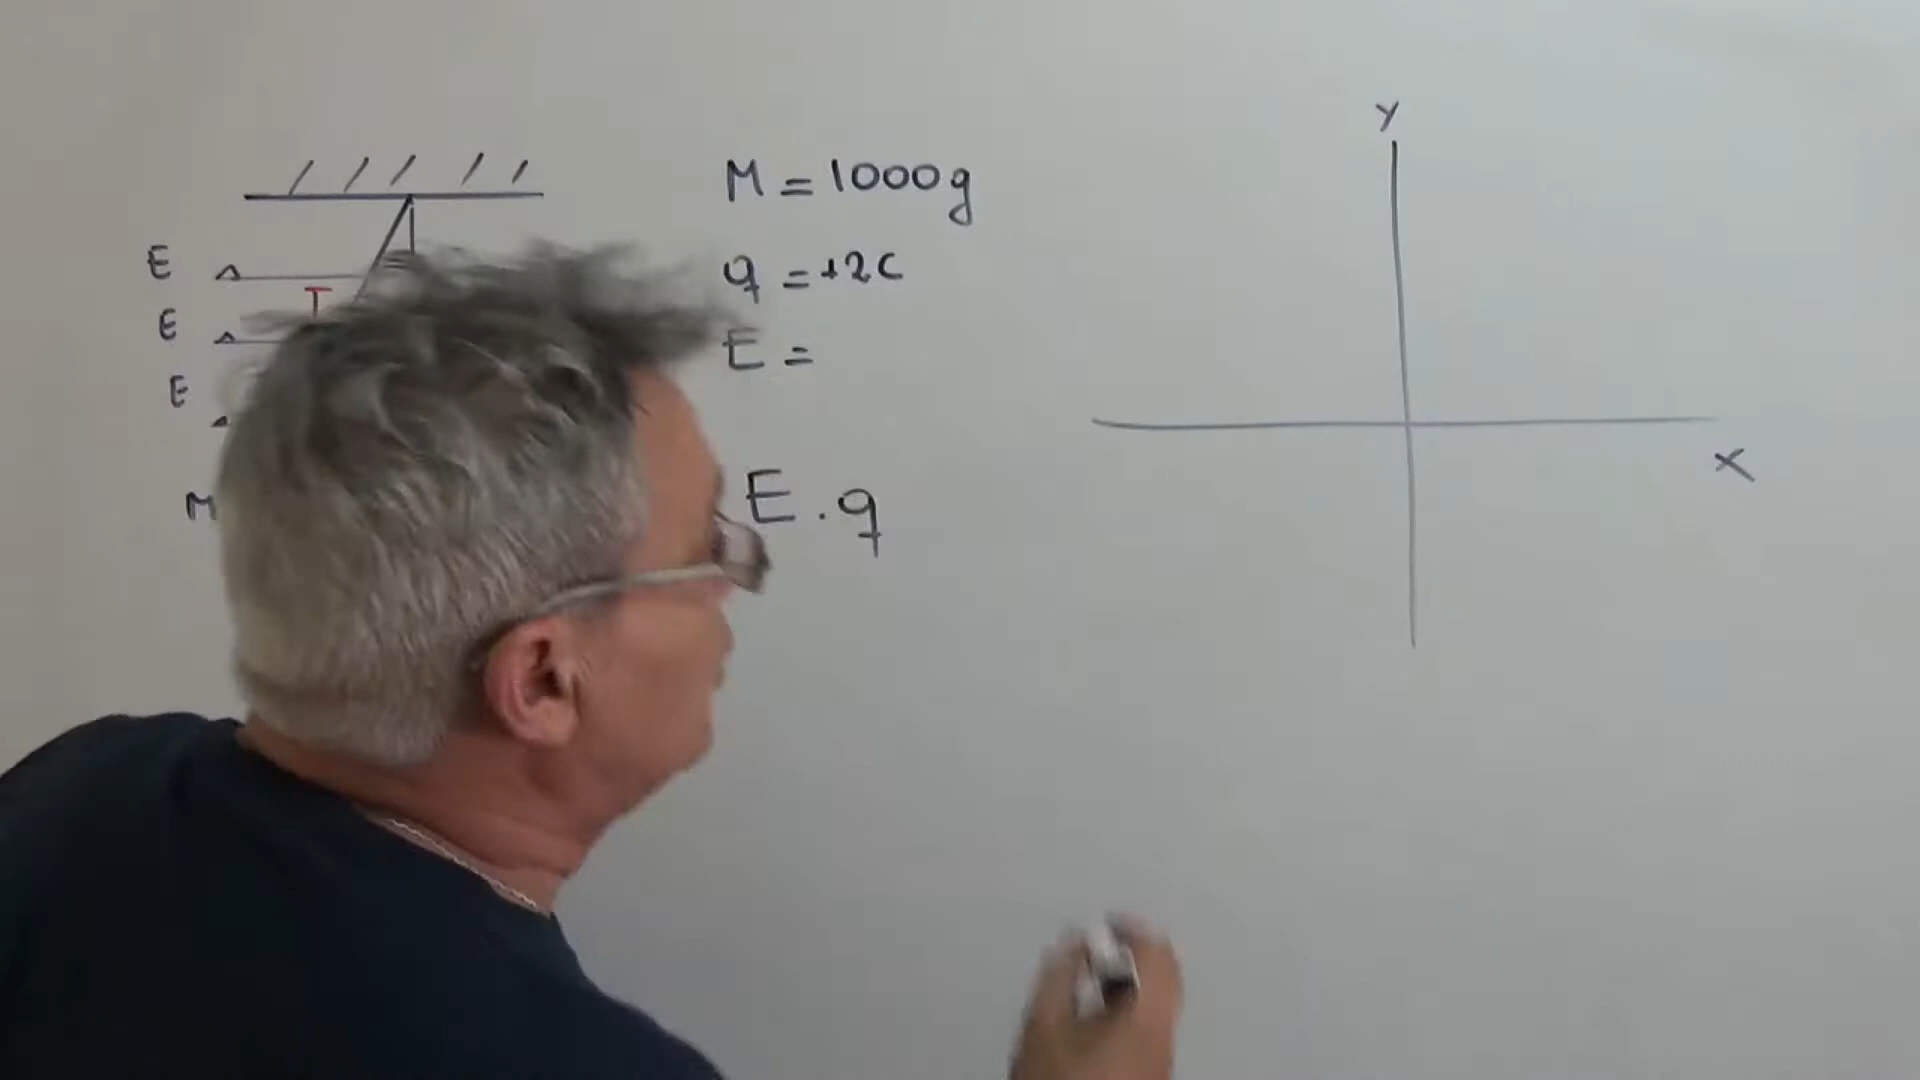 E
E
T
E
M
M = 1000g
q = +2C
E =
E . q
Y
X